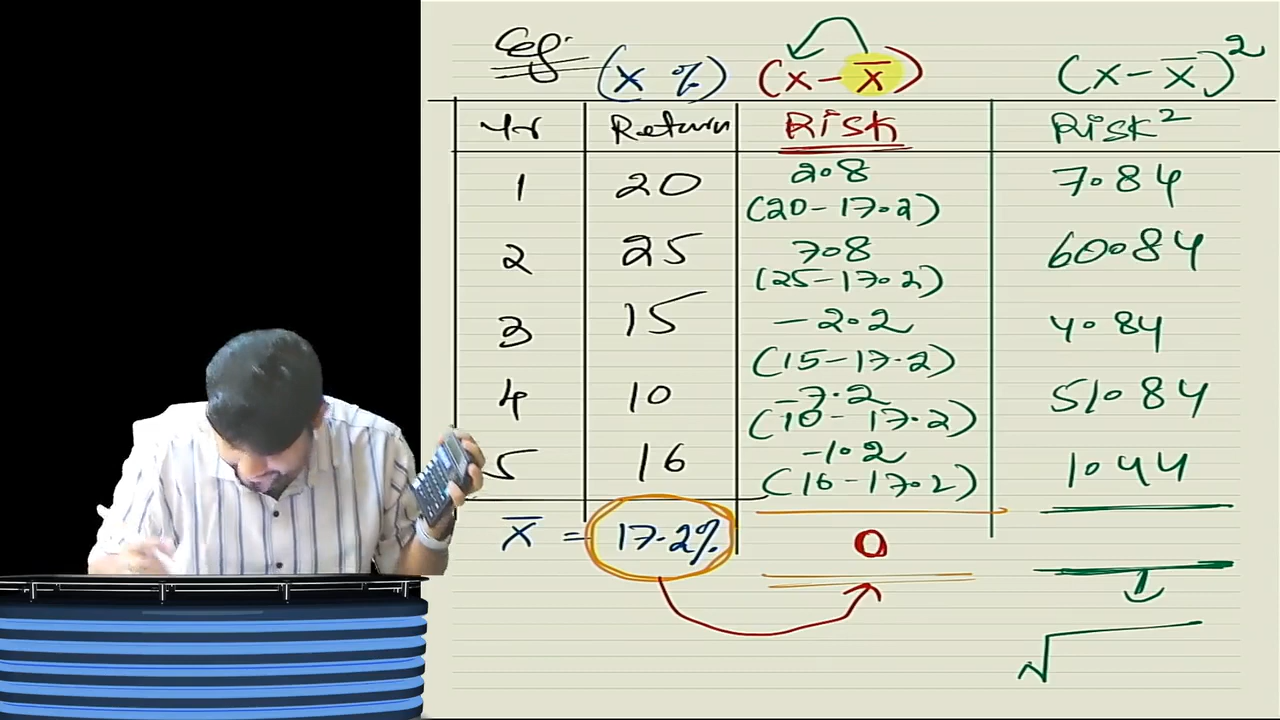 Eg:
(x %) (x - x̄) (x - x̄)²
Yr Return Risk Risk²
1 20 2.8 7.84
(20-17.2)
2 25 7.8 60.84
(25-17.2)
3 15 -2.2 4.84
(15-17.2)
4 10 -7.2 51.84
(10-17.2)
5 16 -1.2 1.44
(16-17.2)
x̄ = 17.2% 0
√